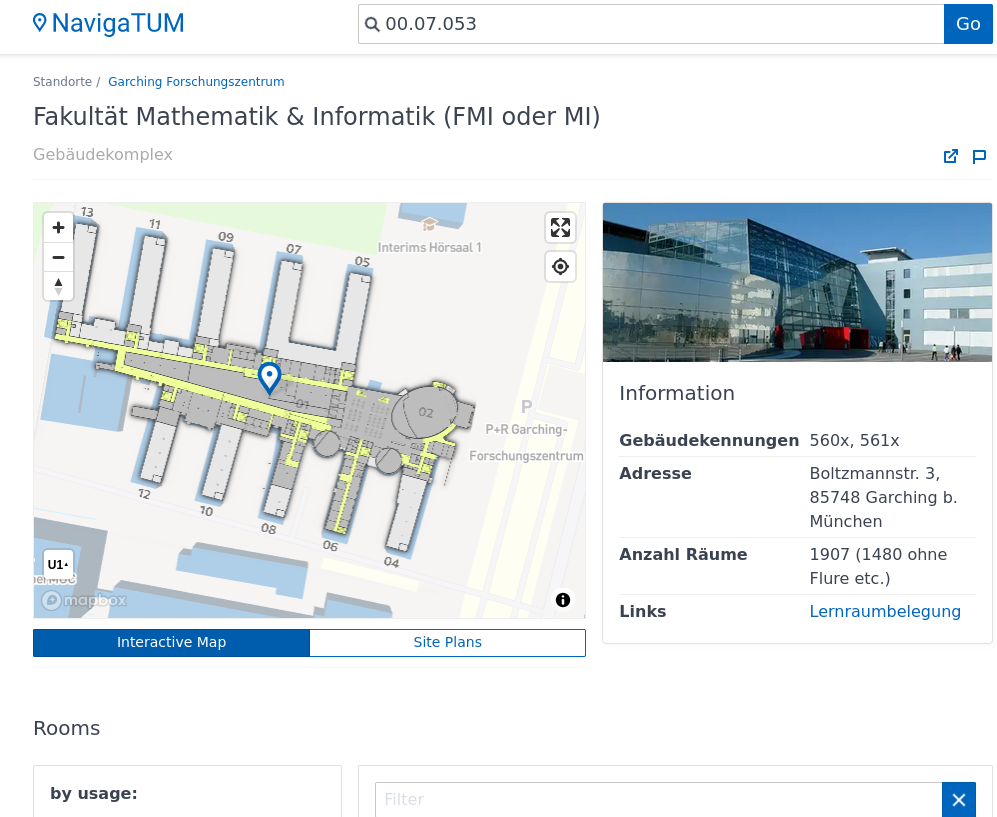 NavigaTUM
00.07.053
Go
Standorte / Garching Forschungszentrum
Fakultät Mathematik & Informatik (FMI oder MI)
Gebäudekomplex
13
11
09
07
05
Interims Hörsaal 1
01
02
P
P+R Garching-
Forschungszentrum
12
10
08
06
04
U1
mapbox
Interactive Map
Site Plans
Information
Gebäudekennungen 560x, 561x
Adresse Boltzmannstr. 3,
85748 Garching b.
München
Anzahl Räume 1907 (1480 ohne
Flure etc.)
Links Lernraumbelegung
Rooms
by usage:
Filter